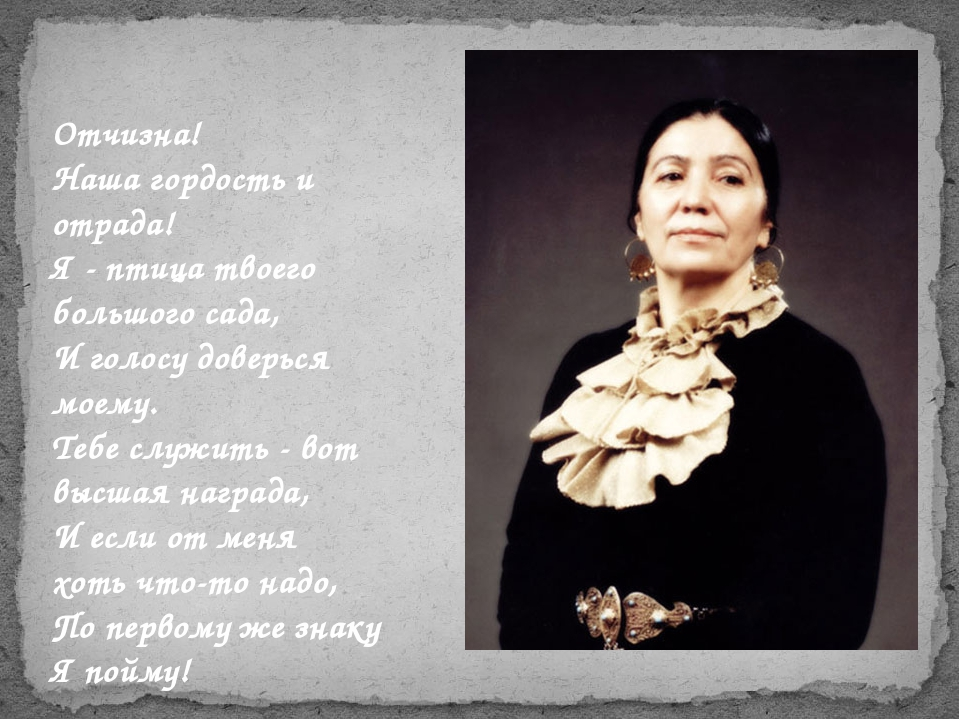 Отчизна!
Наша гордость и
отрада!
Я - птица твоего
большого сада,
И голосу доверься
моему.
Тебе служить - вот
высшая награда,
И если от меня
хоть что-то надо,
По первому же знаку
Я пойму!